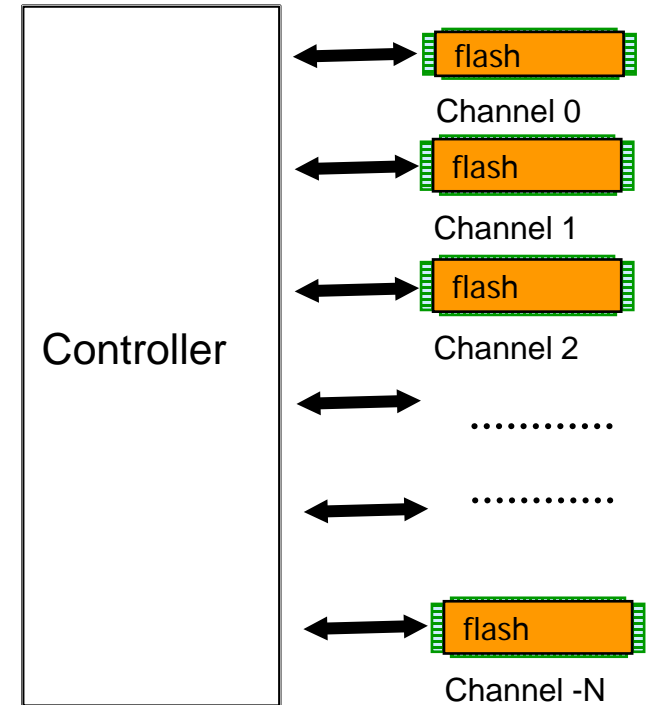 flash
Channel 0
flash
Channel 1
flash
Controller
Channel 2
............
............
flash
Channel -N